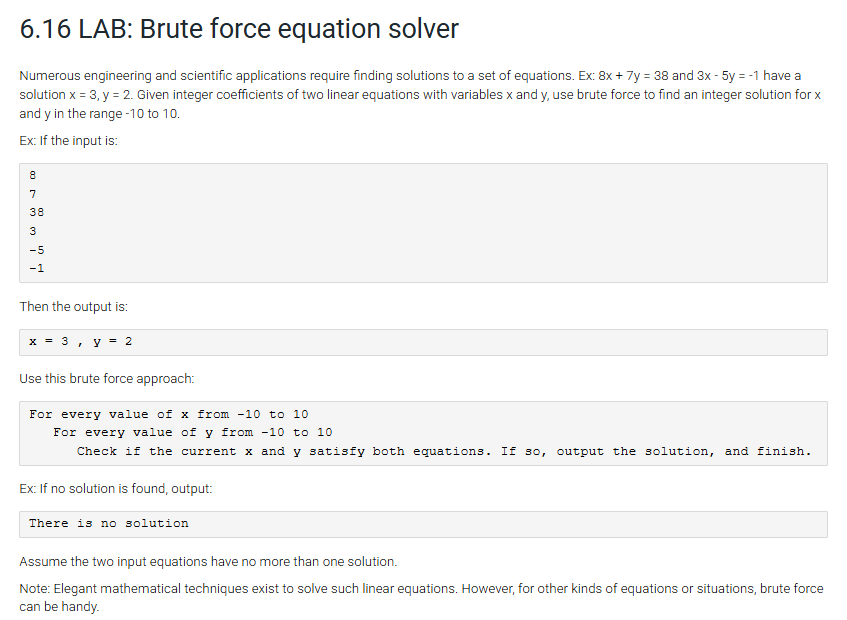 6.16 LAB: Brute force equation solver
Numerous engineering and scientific applications require finding solutions to a set of equations. Ex: 8x + 7y = 38 and 3x - 5y = -1 have a
solution x = 3, y = 2. Given integer coefficients of two linear equations with variables x and y, use brute force to find an integer solution for x
and y in the range -10 to 10.
Ex: If the input is:
8
7
38
3
-5
-1
Then the output is:
x = 3 , y = 2
Use this brute force approach:
For every value of x from -10 to 10
For every value of y from -10 to 10
Check if the current x and y satisfy both equations. If so, output the solution, and finish.
Ex: If no solution is found, output:
There is no solution
Assume the two input equations have no more than one solution.
Note: Elegant mathematical techniques exist to solve such linear equations. However, for other kinds of equations or situations, brute force
can be handy.